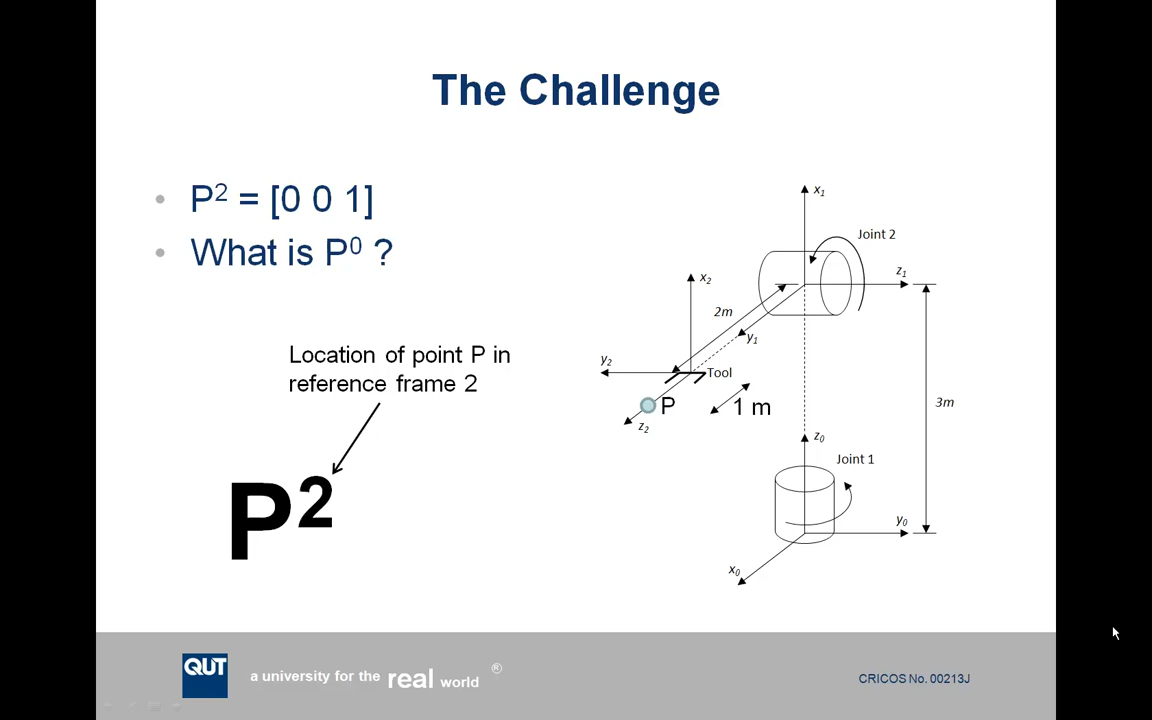 The Challenge
• P² = [0 0 1]
• What is P⁰ ?
Location of point P in
reference frame 2
P²
x₁
Joint 2
z₁
x₂
2m
y₁
y₂
Tool
P
1 m
z₂
3m
z₀
Joint 1
y₀
x₀
QUT
a university for the real world ®
CRICOS No. 00213J